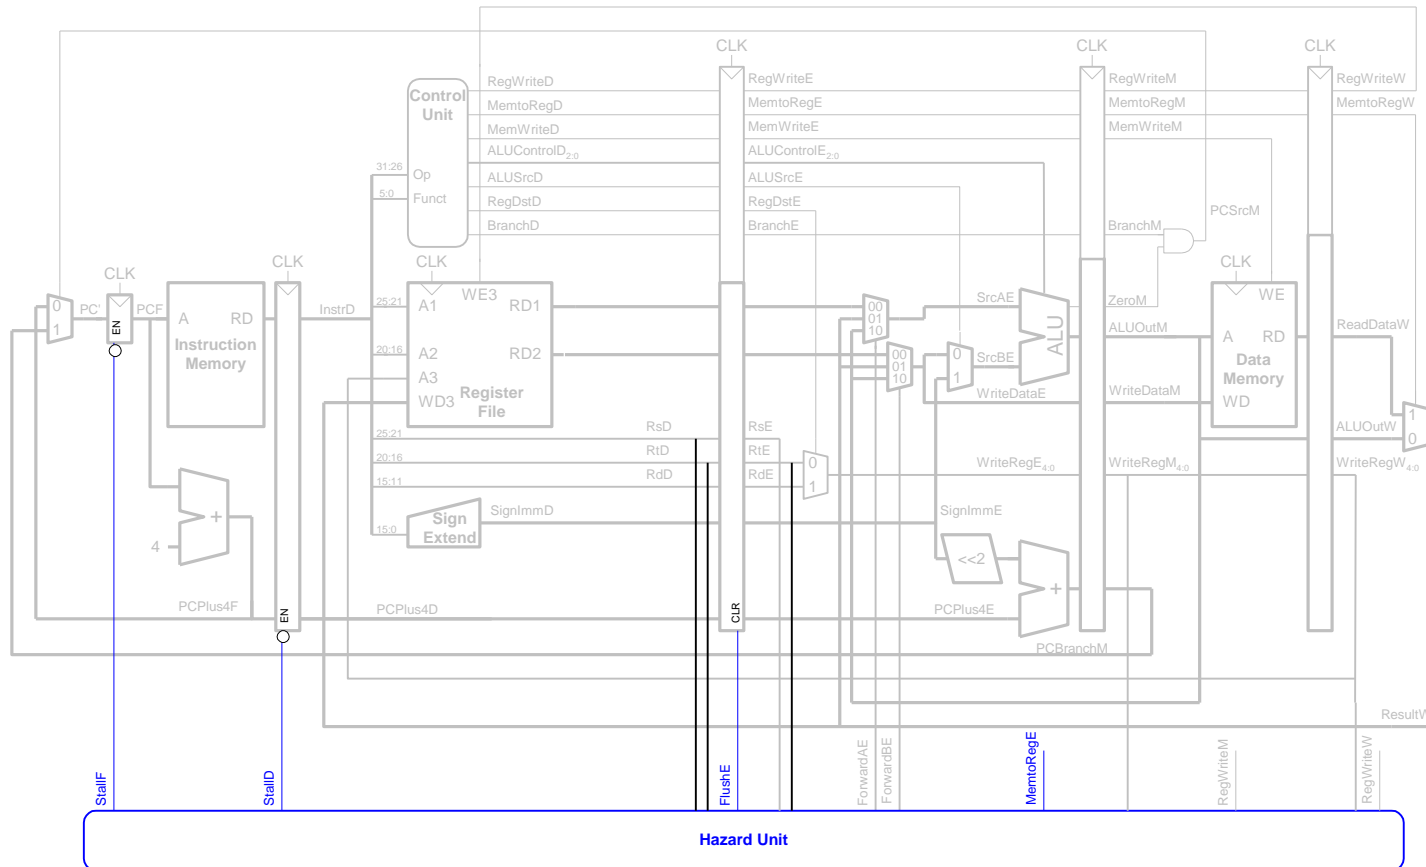 CLK CLK CLK
RegWriteD RegWriteE RegWriteM RegWriteW
Control Unit
MemtoRegD MemtoRegE MemtoRegM MemtoRegW
MemWriteD MemWriteE MemWriteM
ALUControlD2:0 ALUControlE2:0
31:26 Op
ALUSrcD ALUSrcE
5:0 Funct
RegDstD RegDstE PCSrcM
BranchD BranchE BranchM
CLK CLK CLK CLK
0 1 PC' EN PCF
A RD
Instruction Memory
InstrD
25:21 A1 WE3 RD1
20:16 A2 RD2
A3
WD3 Register File
00 01 10
00 01 10
SrcAE
0 1 SrcBE
ALU
ZeroM
ALUOutM
WE
A RD
Data Memory
WD
ReadDataW
WriteDataE WriteDataM
1 0
ALUOutW
25:21 RsD RsE
20:16 RtD RtE
15:11 RdD RdE
0 1
WriteRegE4:0 WriteRegM4:0 WriteRegW4:0
15:0 Sign Extend SignImmD SignImmE
+
4
<<2
+
PCPlus4F EN PCPlus4D CLR PCPlus4E
PCBranchM
ResultW
StallF StallD FlushE ForwardAE ForwardBE MemtoRegE RegWriteM RegWriteW
Hazard Unit